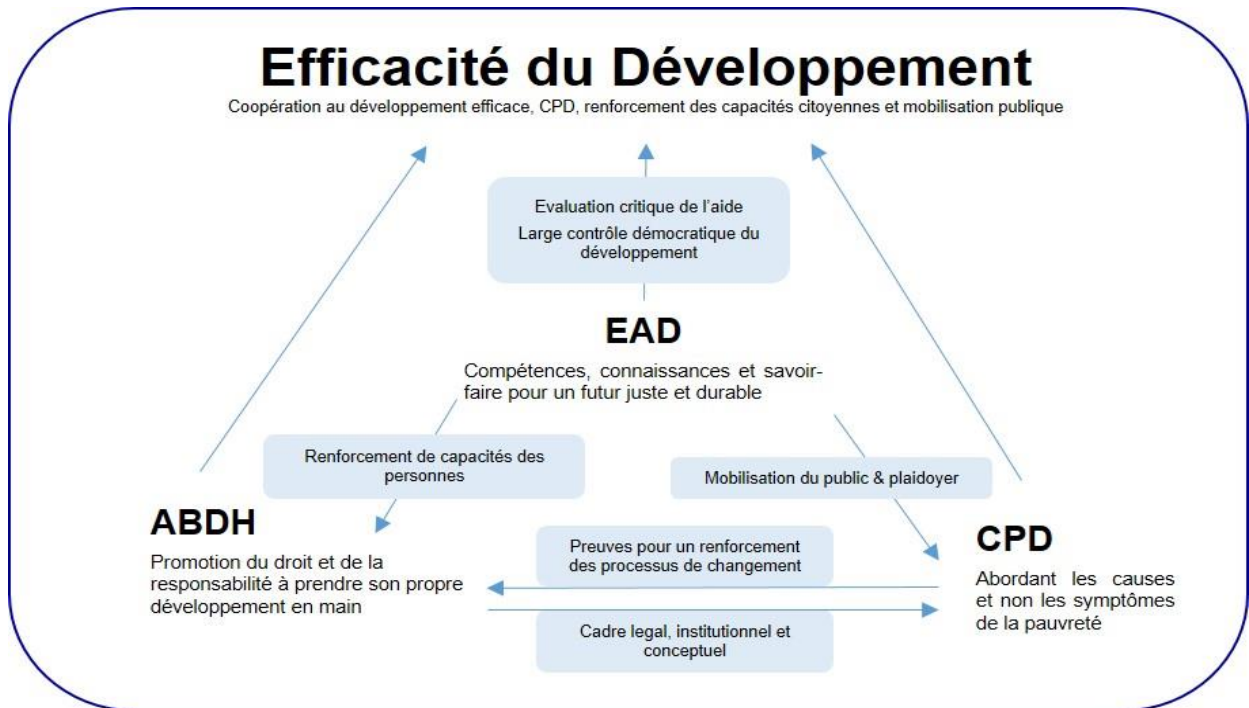 Efficacité du Développement
Coopération au développement efficace, CPD, renforcement des capacités citoyennes et mobilisation publique
Evaluation critique de l'aide
Large contrôle démocratique du
développement
EAD
Compétences, connaissances et savoir-
faire pour un futur juste et durable
Renforcement de capacités des
personnes
Mobilisation du public & plaidoyer
ABDH
Promotion du droit et de la
responsabilité à prendre son propre
développement en main
Preuves pour un renforcement
des processus de changement
Cadre legal, institutionnel et
conceptuel
CPD
Abordant les causes
et non les symptômes
de la pauvreté